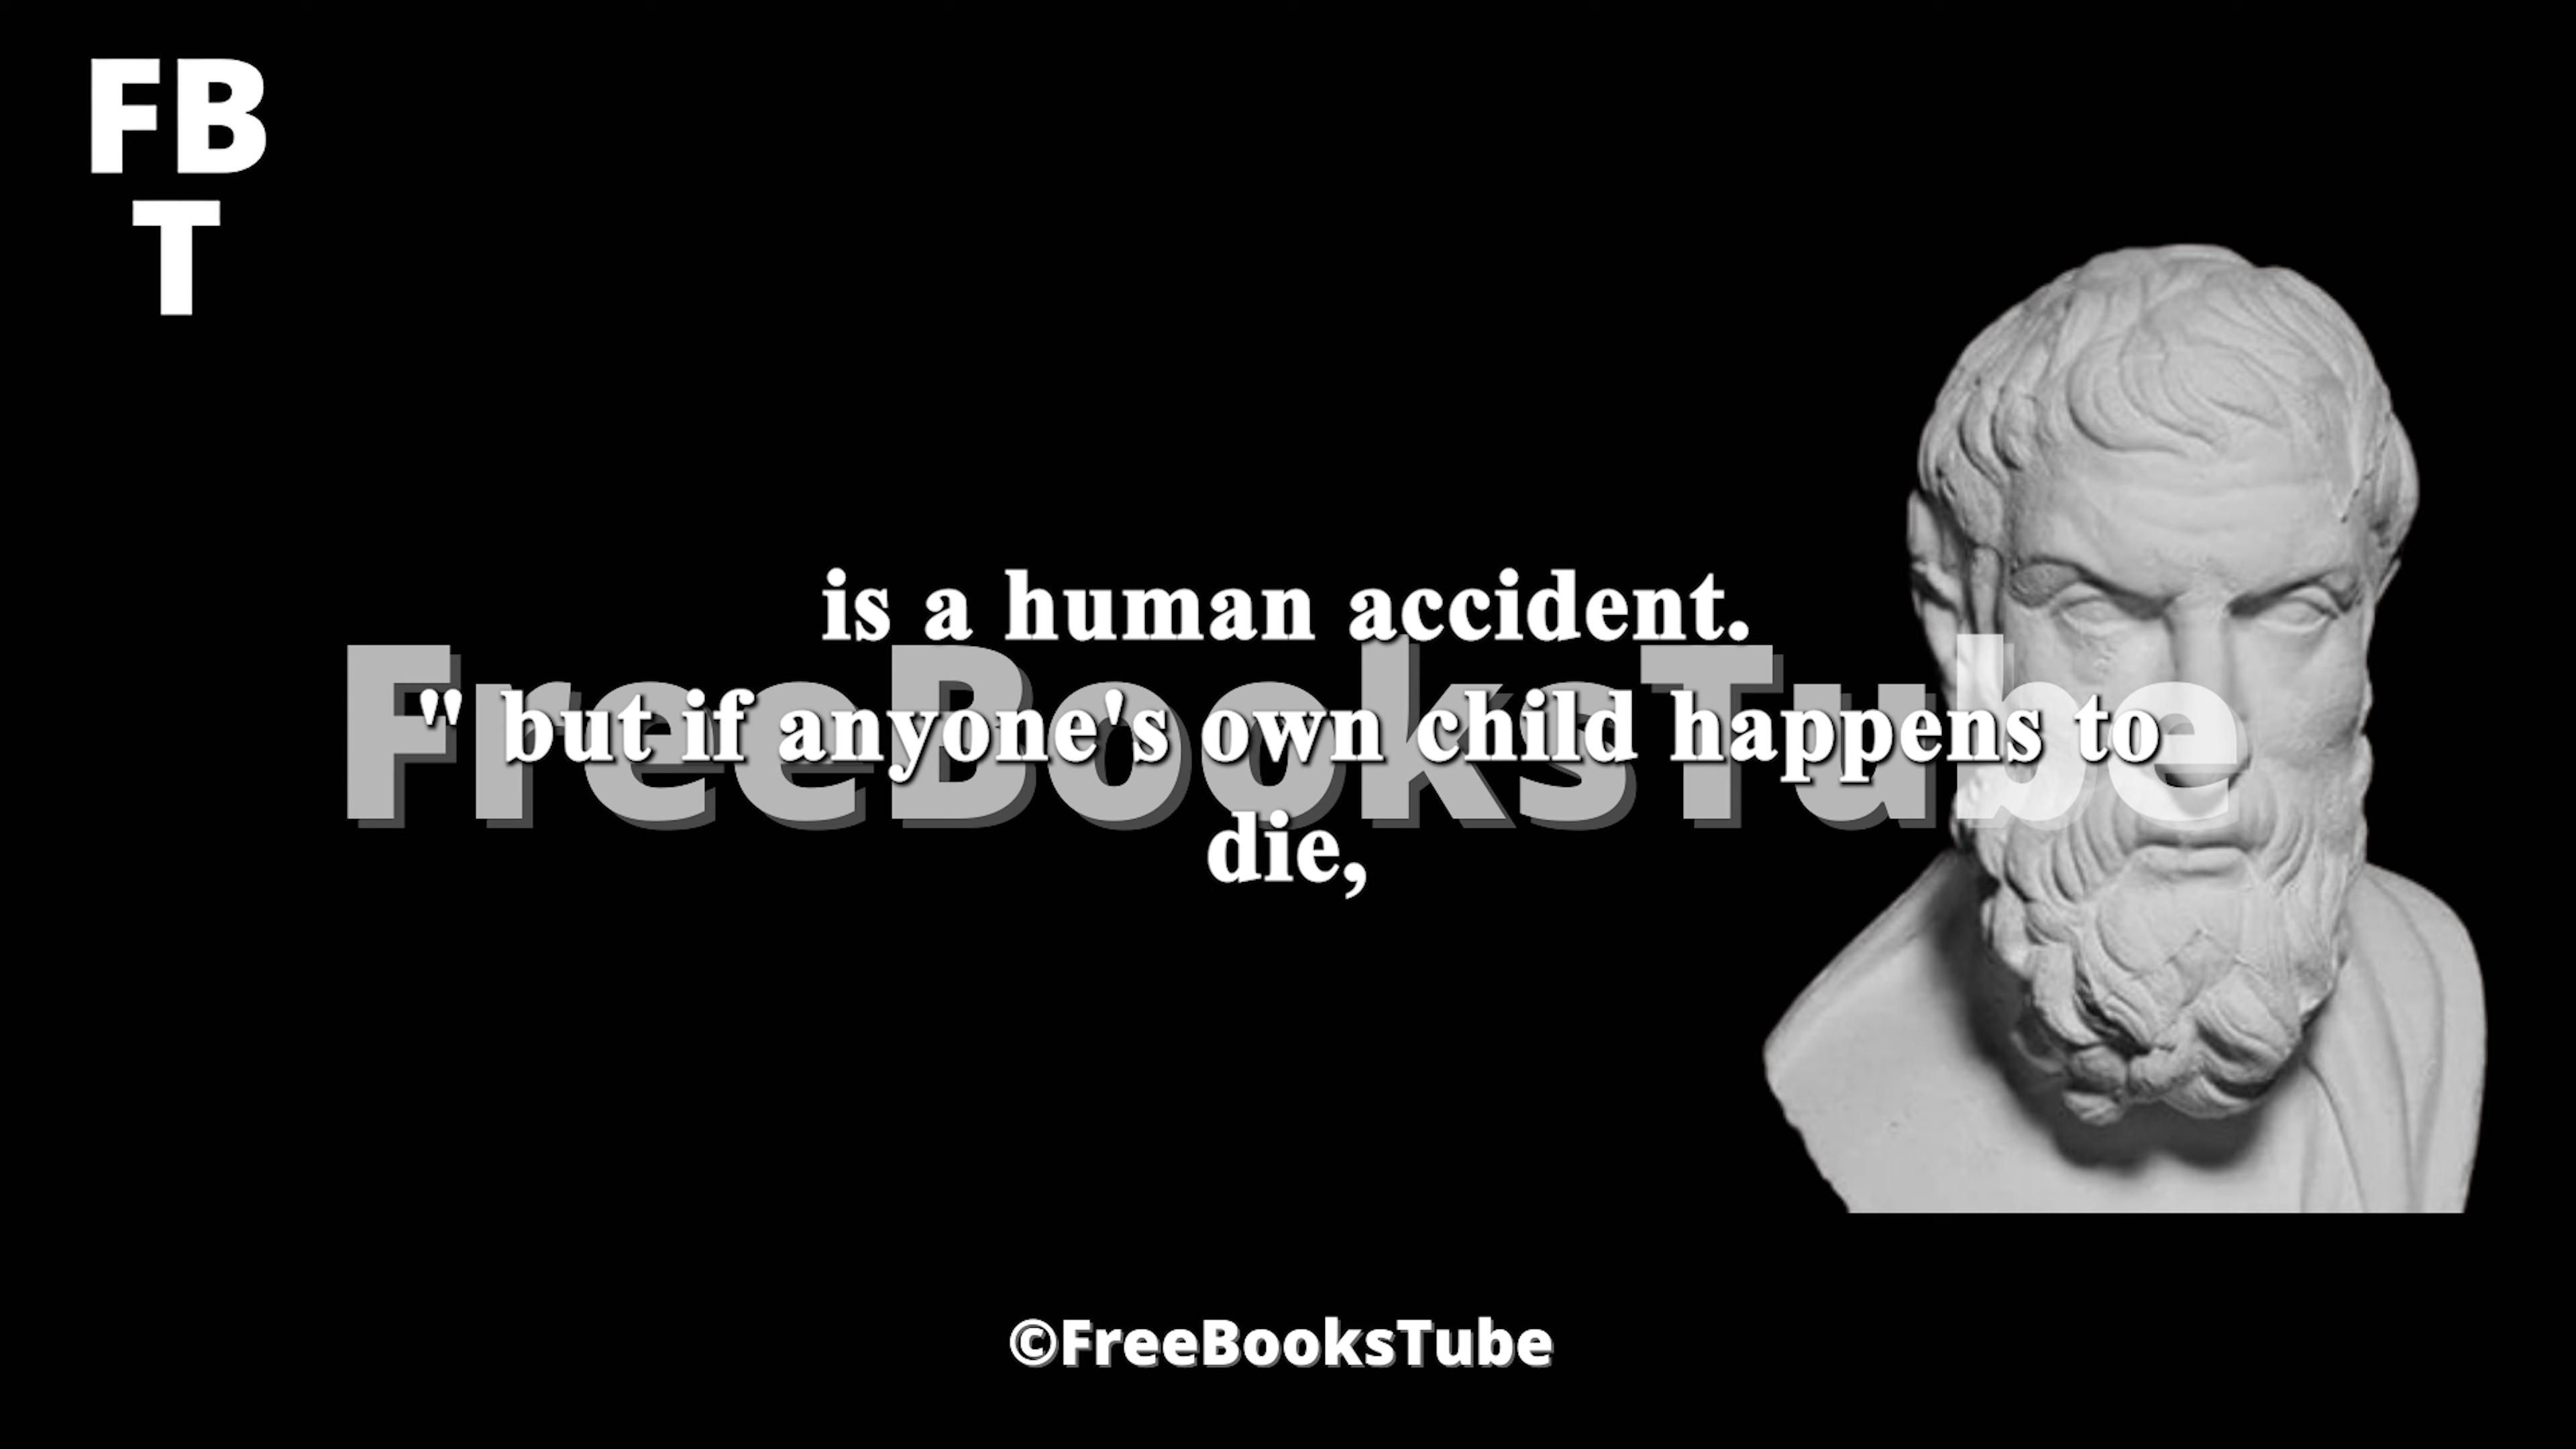 FB
T
is a human accident.
" but if anyone's own child happens to
FreeBooksTube
die,
©FreeBooksTube